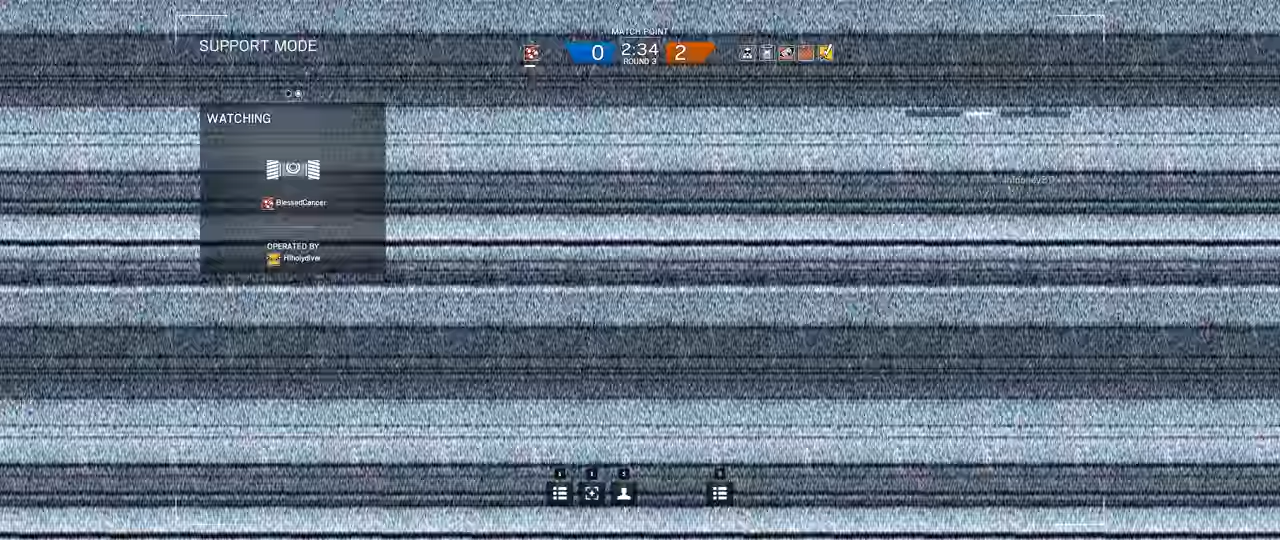 MATCH POINT
SUPPORT MODE
0 2:34 2
ROUND 3
WATCHING
BlessedCancer
OPERATED BY
Hiholydiver